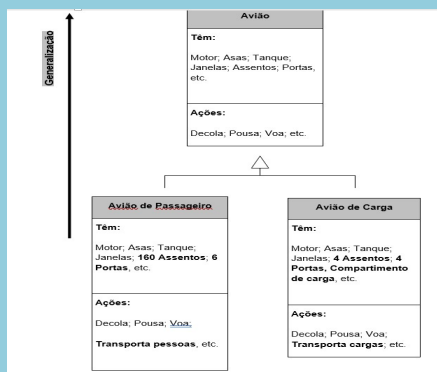 Generalização
Avião
Têm:
Motor; Asas; Tanque;
Janelas; Assentos; Portas,
etc.
Ações:
Decola; Pousa; Voa; etc.
Avião de Passageiro
Têm:
Motor; Asas; Tanque;
Janelas; 160 Assentos; 6
Portas, etc.
Ações:
Decola; Pousa; Voa;
Transporta pessoas, etc.
Avião de Carga
Têm:
Motor; Asas; Tanque;
Janelas; 4 Assentos; 4
Portas, Compartimento
de carga, etc.
Ações:
Decola; Pousa; Voa;
Transporta cargas; etc.